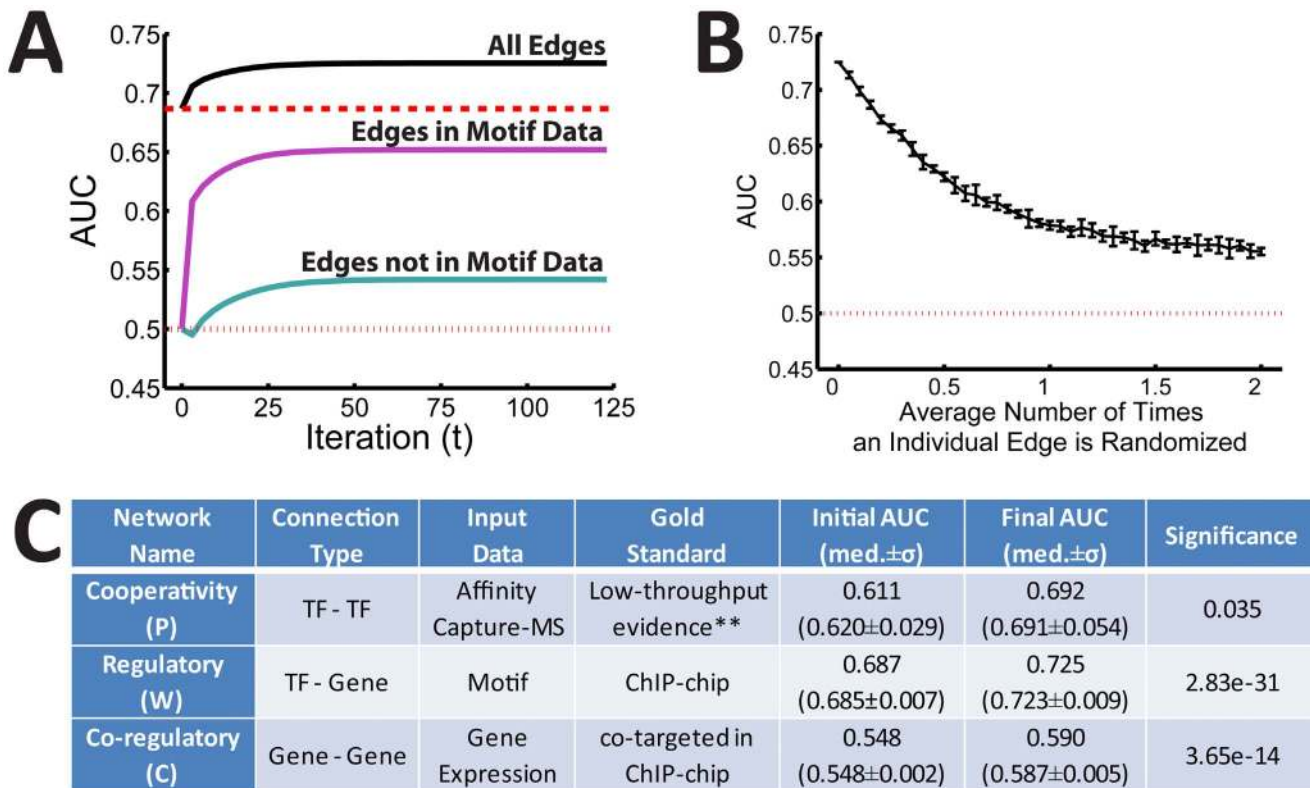 A
0.75
0.7
0.65
0.6
0.55
0.5
0.45
AUC
All Edges
Edges in Motif Data
Edges not in Motif Data
0 25 50 75 100 125
Iteration (t)
B
0.75
0.7
0.65
0.6
0.55
0.5
0.45
AUC
0 0.5 1 1.5 2
Average Number of Times
an Individual Edge is Randomized
C
Network Name Connection Type Input Data Gold Standard Initial AUC (med.±σ) Final AUC (med.±σ) Significance
Cooperativity (P) TF - TF Affinity Capture-MS Low-throughput evidence** 0.611 (0.620±0.029) 0.692 (0.691±0.054) 0.035
Regulatory (W) TF - Gene Motif ChIP-chip 0.687 (0.685±0.007) 0.725 (0.723±0.009) 2.83e-31
Co-regulatory (C) Gene - Gene Gene Expression co-targeted in ChIP-chip 0.548 (0.548±0.002) 0.590 (0.587±0.005) 3.65e-14